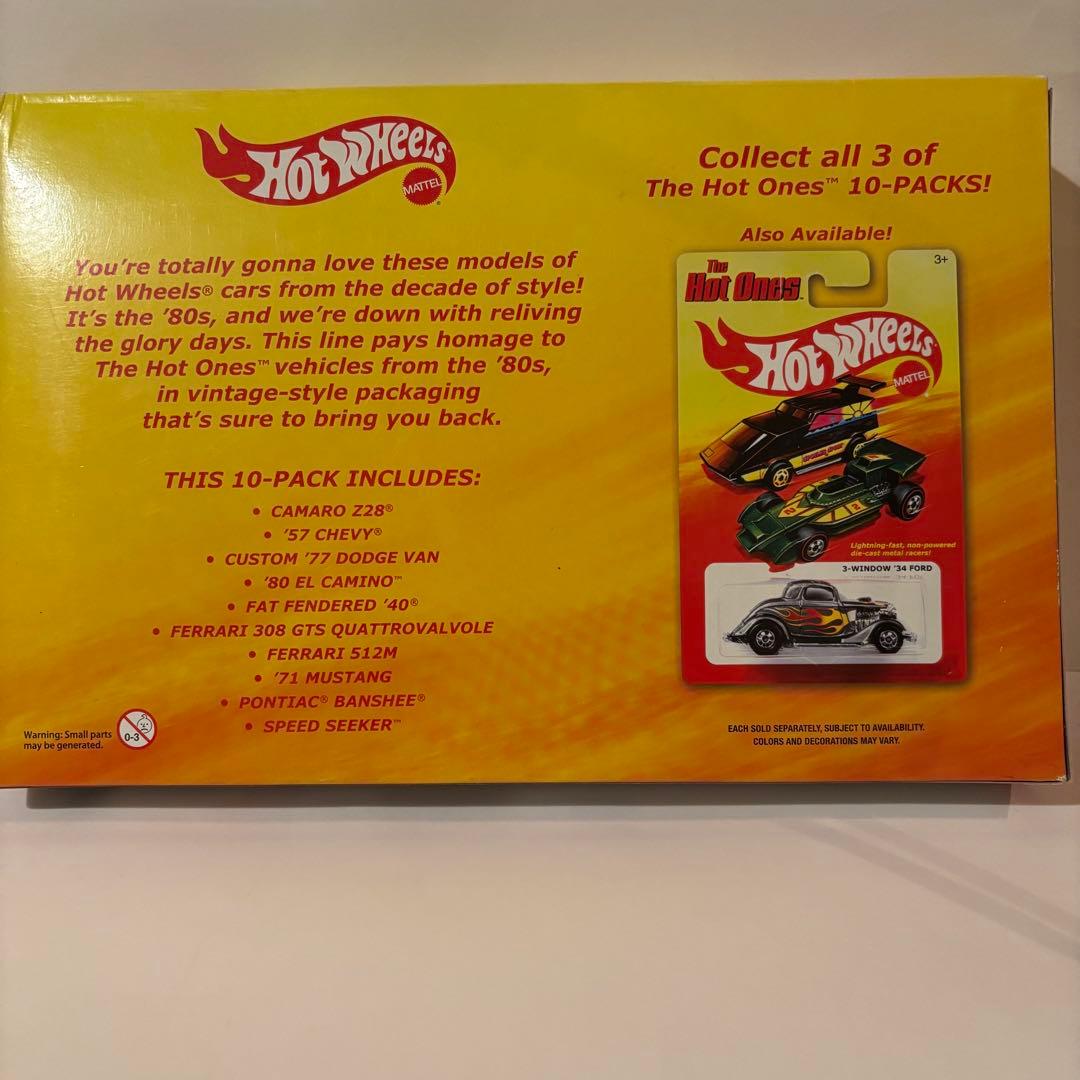 Hot Wheels
MATTEL
®
You're totally gonna love these models of
Hot Wheels® cars from the decade of style!
It's the '80s, and we're down with reliving
the glory days. This line pays homage to
The Hot Ones™ vehicles from the '80s,
in vintage-style packaging
that's sure to bring you back.
THIS 10-PACK INCLUDES:
• CAMARO Z28®
• '57 CHEVY®
• CUSTOM '77 DODGE VAN
• '80 EL CAMINO™
• FAT FENDERED '40®
• FERRARI 308 GTS QUATTROVALVOLE
• FERRARI 512M
• '71 MUSTANG
• PONTIAC® BANSHEE®
• SPEED SEEKER™
Warning: Small parts
may be generated.
0-3
Collect all 3 of
The Hot Ones™ 10-PACKS!
Also Available!
The
Hot Ones™
3+
Hot Wheels
MATTEL
2
2
Lightning-fast, non-powered
die-cast metal racers!
3-WINDOW '34 FORD
EACH SOLD SEPARATELY, SUBJECT TO AVAILABILITY.
COLORS AND DECORATIONS MAY VARY.